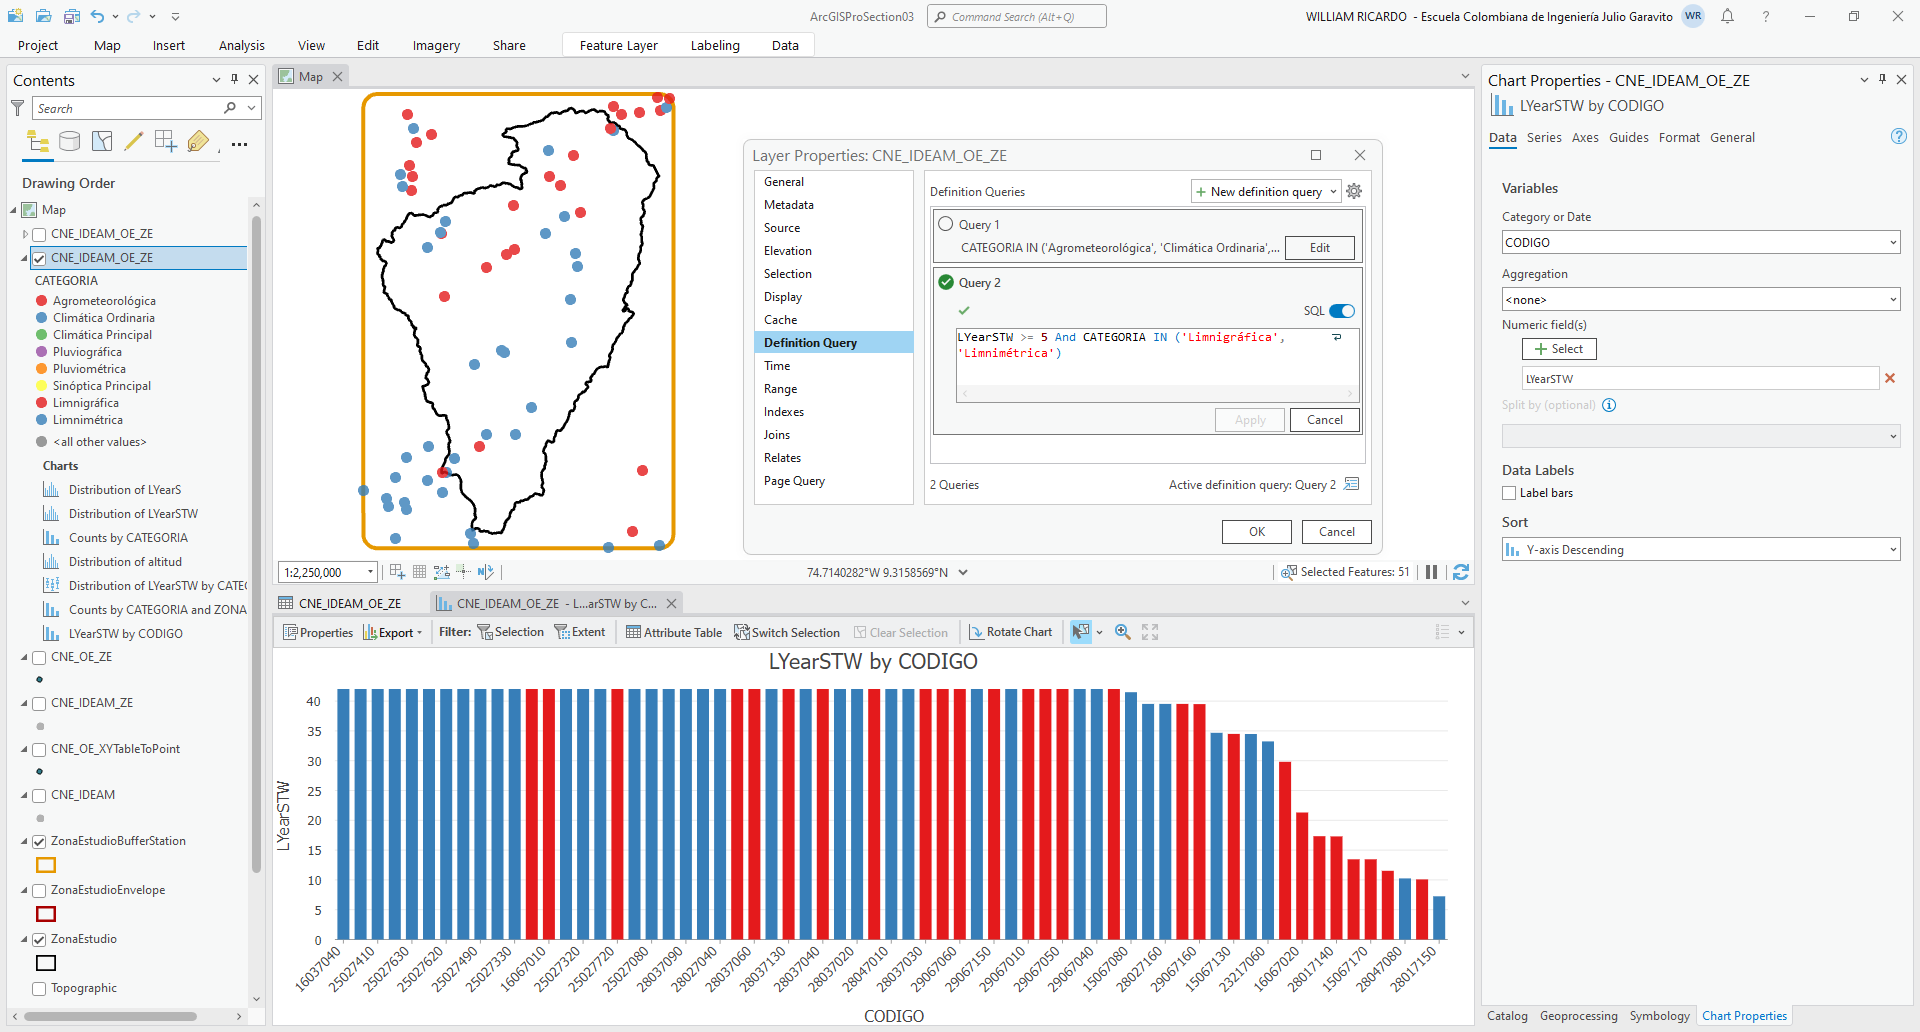 ArcGISProSection03
Command Search (Alt+Q)
WILLIAM RICARDO - Escuela Colombiana de Ingeniería Julio Garavito
WR
Project
Map
Insert
Analysis
View
Edit
Imagery
Share
Feature Layer
Labeling
Data
Contents
Search
Drawing Order
Map
CNE_IDEAM_OE_ZE
CNE_IDEAM_OE_ZE
CATEGORIA
Agrometeorológica
Climática Ordinaria
Climática Principal
Pluviográfica
Pluviométrica
Sinóptica Principal
Limnigráfica
Limnimétrica
<all other values>
Charts
Distribution of LYearS
Distribution of LYearSTW
Counts by CATEGORIA
Distribution of altitud
Distribution of LYearSTW by CATEC
Counts by CATEGORIA and ZONA
LYearSTW by CODIGO
CNE_OE_ZE
CNE_IDEAM_ZE
CNE_OE_XYTableToPoint
CNE_IDEAM
ZonaEstudioBufferStation
ZonaEstudioEnvelope
ZonaEstudio
Topographic
Map
Layer Properties: CNE_IDEAM_OE_ZE
General
Metadata
Source
Elevation
Selection
Display
Cache
Definition Query
Time
Range
Indexes
Joins
Relates
Page Query
Definition Queries
New definition query
Query 1
CATEGORIA IN ('Agrometeorológica', 'Climática Ordinaria',...
Edit
Query 2
SQL
LYearSTW >= 5 And CATEGORIA IN ('Limnigráfica',
'Limnimétrica')
Apply
Cancel
2 Queries
Active definition query: Query 2
OK
Cancel
1:2,250,000
74.7140282°W 9.3158569°N
Selected Features: 51
CNE_IDEAM_OE_ZE
CNE_IDEAM_OE_ZE - L...arSTW by C...
Properties
Export
Filter:
Selection
Extent
Attribute Table
Switch Selection
Clear Selection
Rotate Chart
LYearSTW by CODIGO
LYearSTW
40
35
30
25
20
15
10
5
0
16037040
25027410
25027630
25027620
25027490
25027330
16067010
25027320
25027720
25027080
28037090
28027040
28037060
28037130
28037040
28037020
28047010
28037030
29067060
29067150
29067010
29067050
29067040
15067080
28027160
29067160
15067130
23217060
16067020
28017140
15067170
28047080
28017150
CODIGO
Chart Properties - CNE_IDEAM_OE_ZE
LYearSTW by CODIGO
Data
Series
Axes
Guides
Format
General
Variables
Category or Date
CODIGO
Aggregation
<none>
Numeric field(s)
Select
LYearSTW
Split by (optional)
Data Labels
Label bars
Sort
Y-axis Descending
Catalog
Geoprocessing
Symbology
Chart Properties